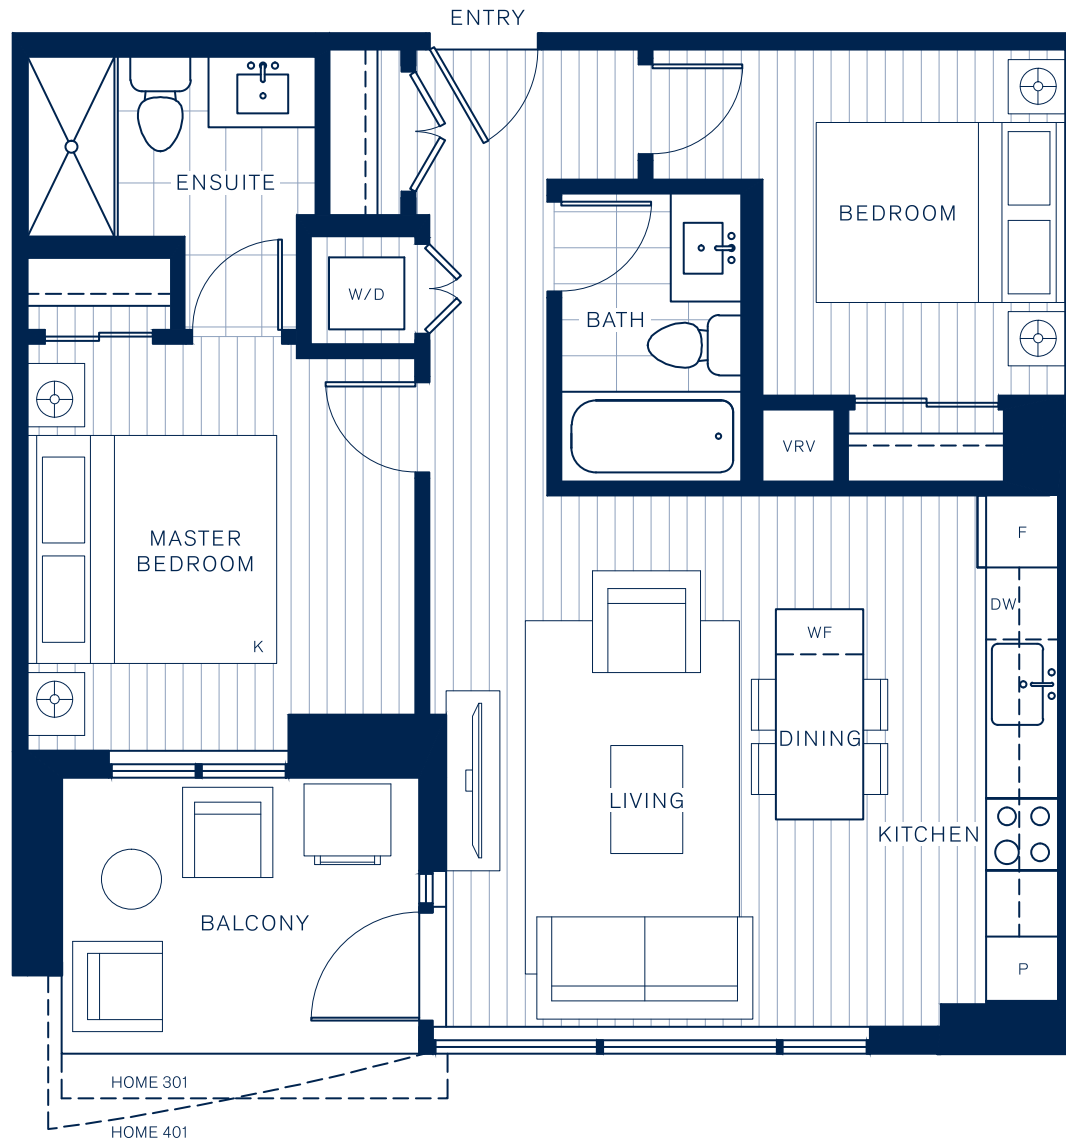 ENTRY
ENSUITE
BEDROOM
W/D
BATH
VRV
MASTER
BEDROOM
F
DW
WF
K
DINING
LIVING
KITCHEN
BALCONY
P
HOME 301
HOME 401